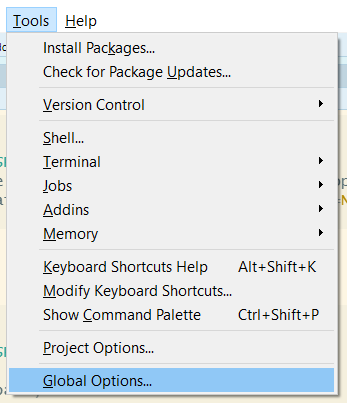 Tools Help
Install Packages...
Check for Package Updates...
Version Control
Shell...
Terminal
Jobs
Addins
Memory
Keyboard Shortcuts Help Alt+Shift+K
Modify Keyboard Shortcuts...
Show Command Palette Ctrl+Shift+P
Project Options...
Global Options...